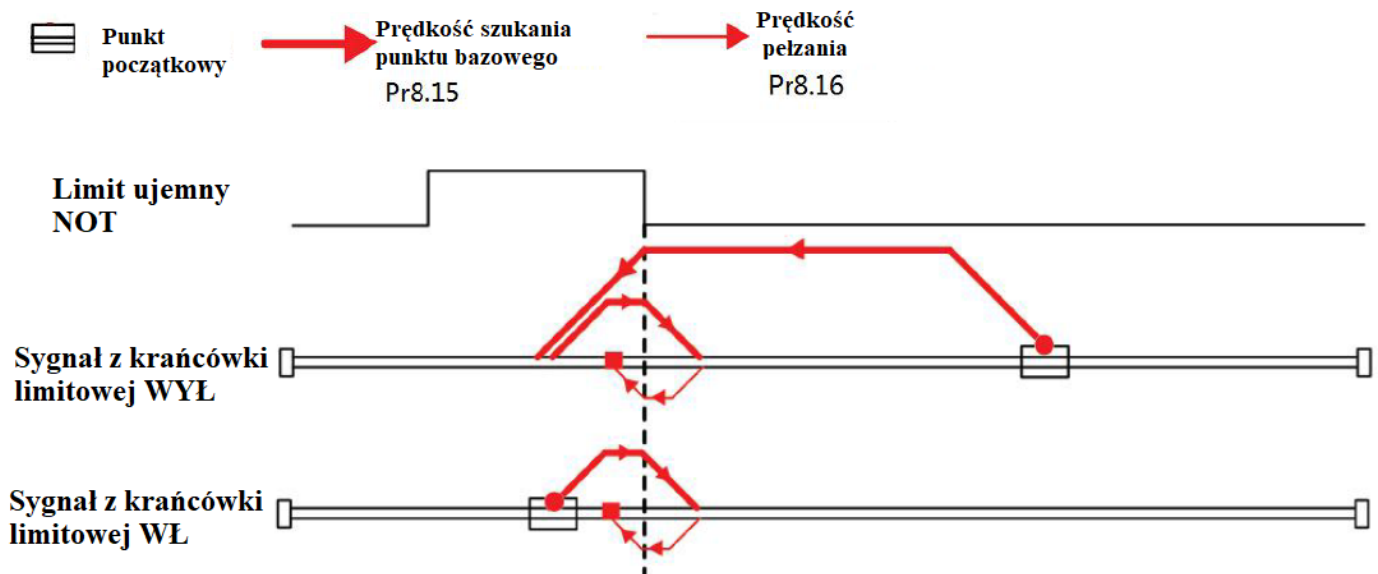 Punkt
początkowy
Prędkość szukania
punktu bazowego
Pr8.15
Prędkość
pełzania
Pr8.16
Limit ujemny
NOT
Sygnał z krańcówki
limitowej WYŁ
Sygnał z krańcówki
limitowej WŁ